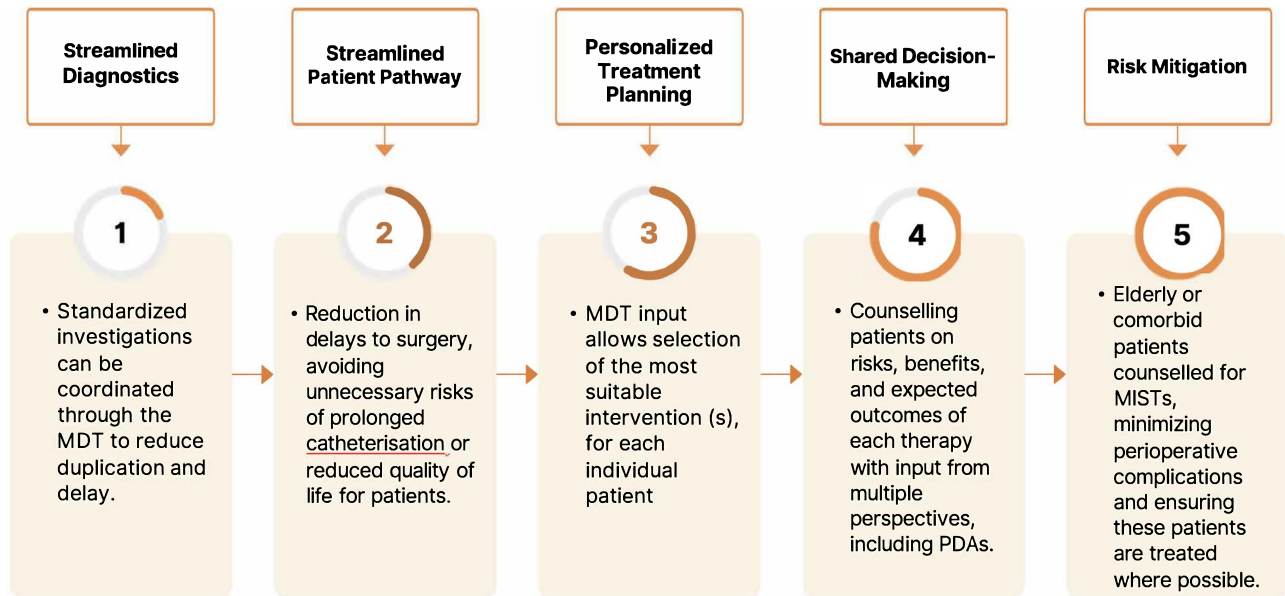 Streamlined
Diagnostics
Streamlined
Patient Pathway
Personalized
Treatment
Planning
Shared Decision-
Making
Risk Mitigation
1
• Standardized
investigations
can be
coordinated
through the
MDT to reduce
duplication and
delay.
2
• Reduction in
delays to surgery,
avoiding
unnecessary risks
of prolonged
catheterisation or
reduced quality of
life for patients.
3
• MDT input
allows selection
of the most
suitable
intervention (s),
for each
individual
patient
4
• Counselling
patients on
risks, benefits,
and expected
outcomes of
each therapy
with input from
multiple
perspectives,
including PDAs.
5
• Elderly or
comorbid
patients
counselled for
MISTs,
minimizing
perioperative
complications
and ensuring
these patients
are treated
where possible.